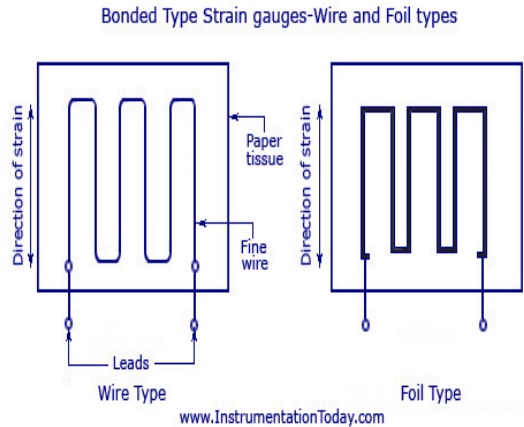 Bonded Type Strain gauges-Wire and Foil types
Direction of strain
Paper
tissue
Fine
wire
Leads
Wire Type
Direction of strain
Foil Type
www.InstrumentationToday.com